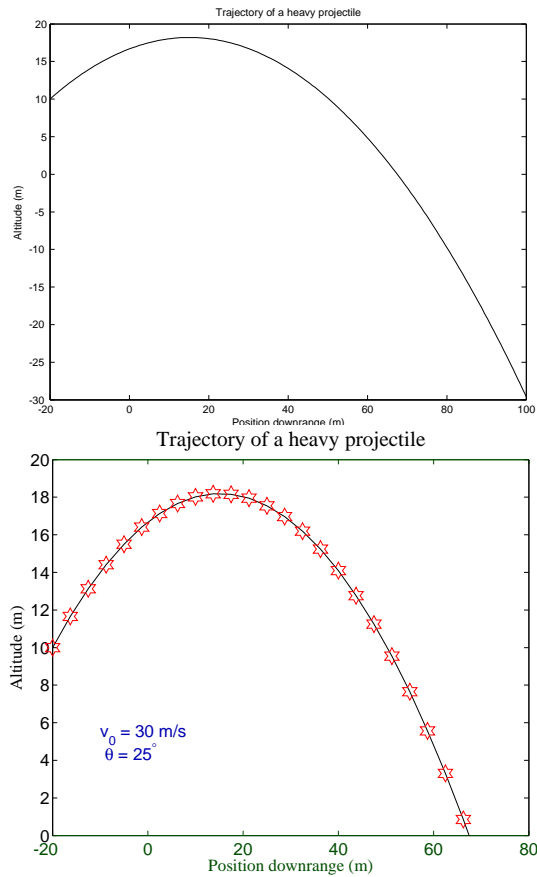 Trajectory of a heavy projectile
20
15
10
5
0
-5
-10
-15
-20
-25
-30
Altitude (m)
-20 0 20 40 60 80 100
Position downrange (m)
Trajectory of a heavy projectile
20
18
16
14
12
10
8
6
4
2
0
Altitude (m)
v_0 = 30 m/s
θ = 25°
-20 0 20 40 60 80
Position downrange (m)